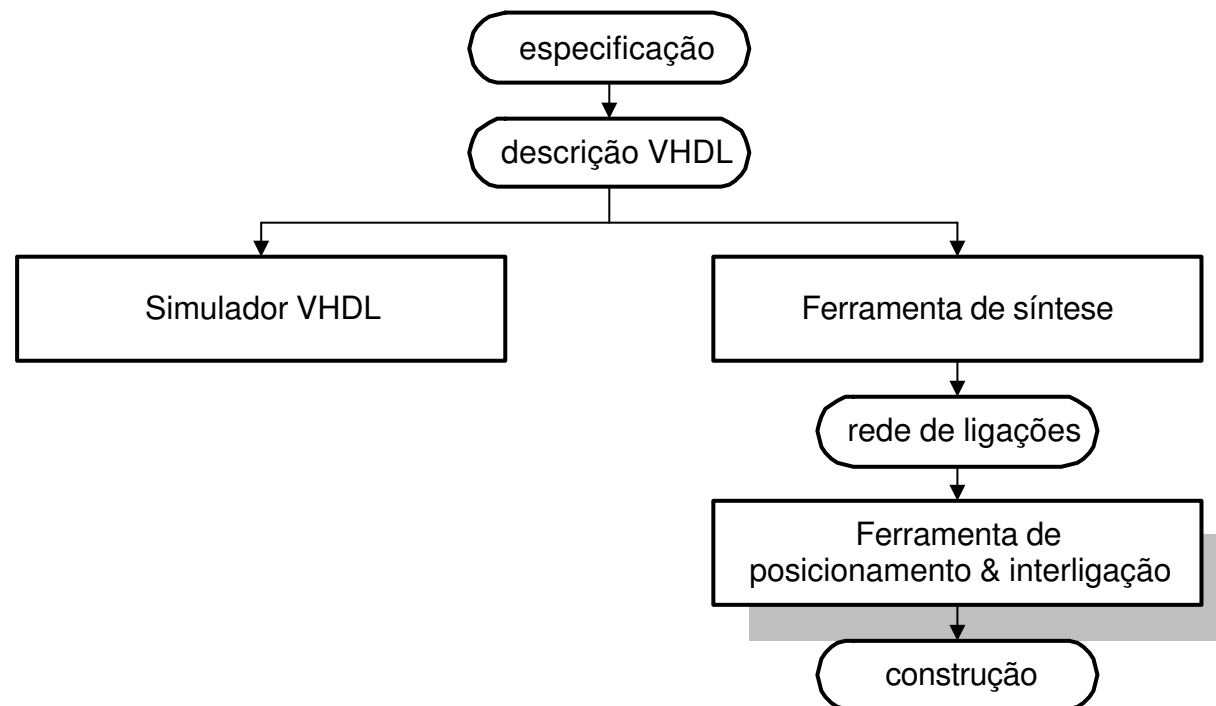 especificação
descrição VHDL
Simulador VHDL
Ferramenta de síntese
rede de ligações
Ferramenta de
posicionamento & interligação
construção